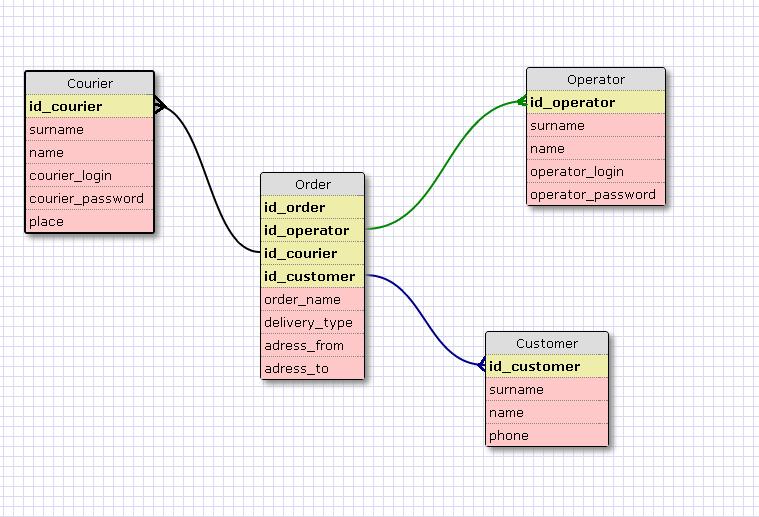 Courier
id_courier
surname
name
courier_login
courier_password
place
Order
id_order
id_operator
id_courier
id_customer
order_name
delivery_type
adress_from
adress_to
Operator
id_operator
surname
name
operator_login
operator_password
Customer
id_customer
surname
name
phone